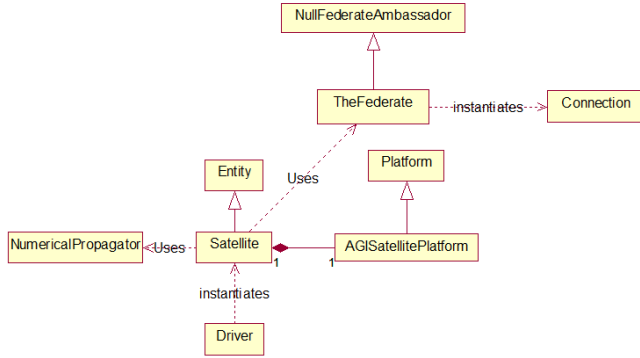 NullFederateAmbassador
TheFederate
instantiates
Connection
Platform
Entity
Uses
NumericalPropagator
Uses
Satellite
1
1
AGISatellitePlatform
instantiates
Driver